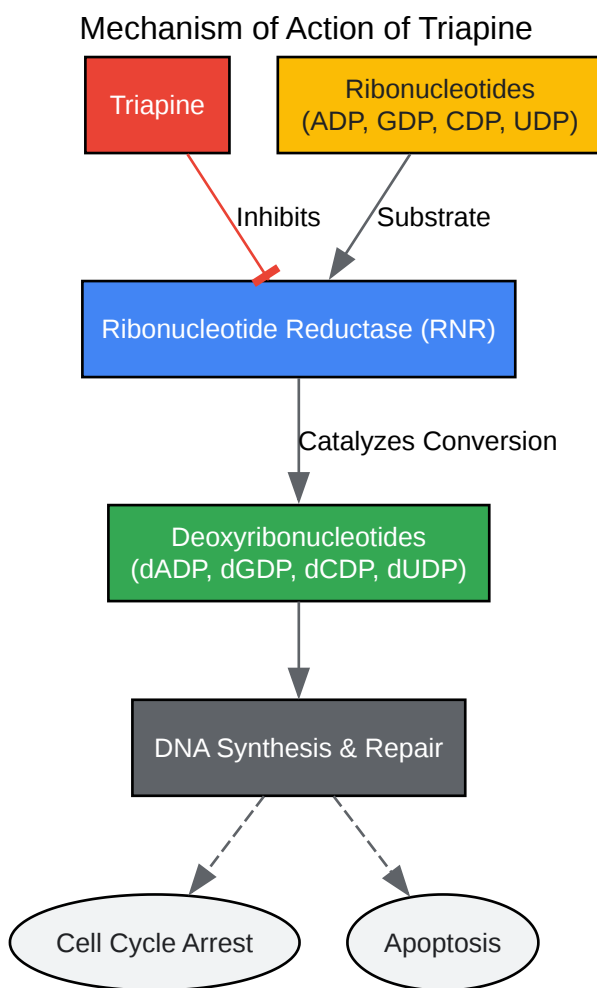 Mechanism of Action of Triapine
Triapine
Ribonucleotides
(ADP, GDP, CDP, UDP)
Inhibits
Substrate
Ribonucleotide Reductase (RNR)
Catalyzes Conversion
Deoxyribonucleotides
(dADP, dGDP, dCDP, dUDP)
DNA Synthesis & Repair
Cell Cycle Arrest
Apoptosis